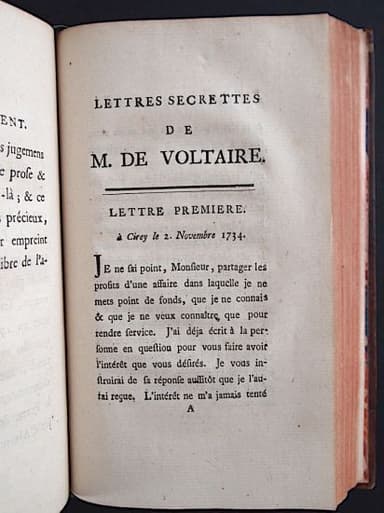 ENT.
s jugemens
e prose &
-là ; & ce
s précieux,
r empreint
libre de l'a-
LETTRES SECRETTES
DE
M. DE VOLTAIRE.
LETTRE PREMIERE.
à Cirey le 2. Novembre 1734.
JE ne ſai point, Monſieur, partager les
profits d'une affaire dans laquelle je ne
mets point de fonds, que je ne connais
& que je ne veux connaître, que pour
rendre ſervice. J'ai déja écrit à la per-
ſonne en queſtion pour vous faire avoir
l'intérêt que vous déſirés. Je vous in-
ſtruirai de ſa réponſe auſſitôt que je l'au-
rai reçue. L'intérêt ne m'a jamais tenté
A